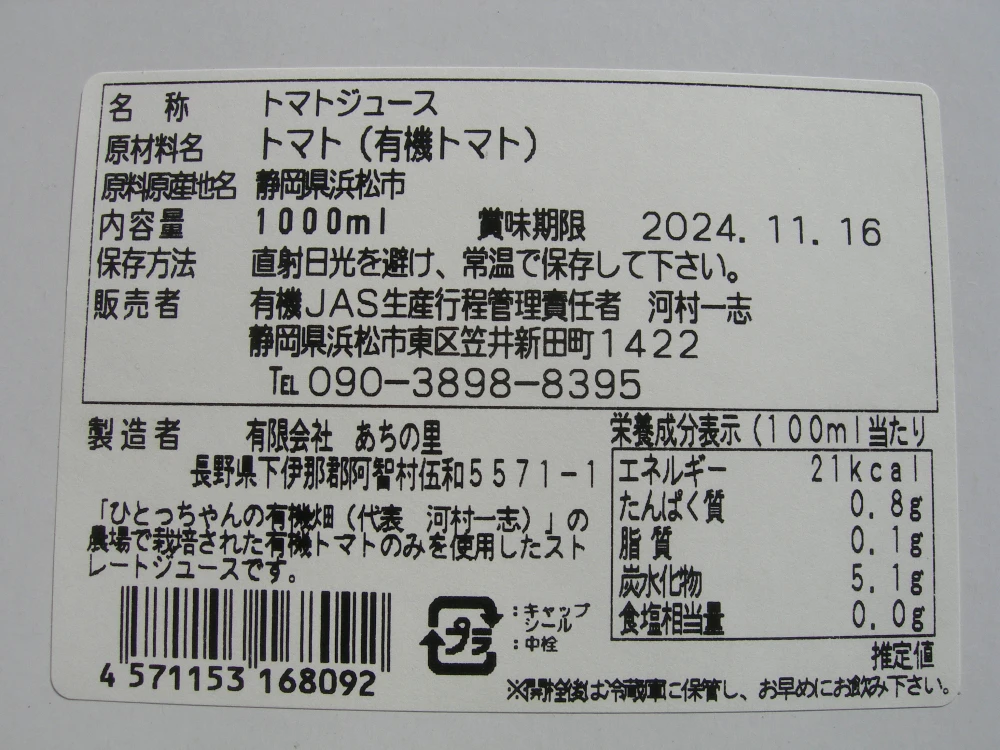 名　称　トマトジュース
原材料名　トマト（有機トマト）
原料原産地名　静岡県浜松市
内容量　1000ml　賞味期限　2024. 11. 16
保存方法　直射日光を避け、常温で保存して下さい。
販売者　有機JAS生産行程管理責任者　河村一志
静岡県浜松市東区笠井新田町1422
TEL 090-3898-8395
製造者　有限会社　あちの里
長野県下伊那郡阿智村伍和5571-1
「ひとっちゃんの有機畑（代表　河村一志）」の
農場で栽培された有機トマトのみを使用したスト
レートジュースです。
栄養成分表示（100ml当たり
エネルギー　21kcal
たんぱく質　0.8g
脂質　0.1g
炭水化物　5.1g
食塩相当量　0.0g
推定値
4 571153 168092
プラ
：キャップ
シール
：中栓
※開栓後は冷蔵庫に保管し、お早めにお飲み下さい。